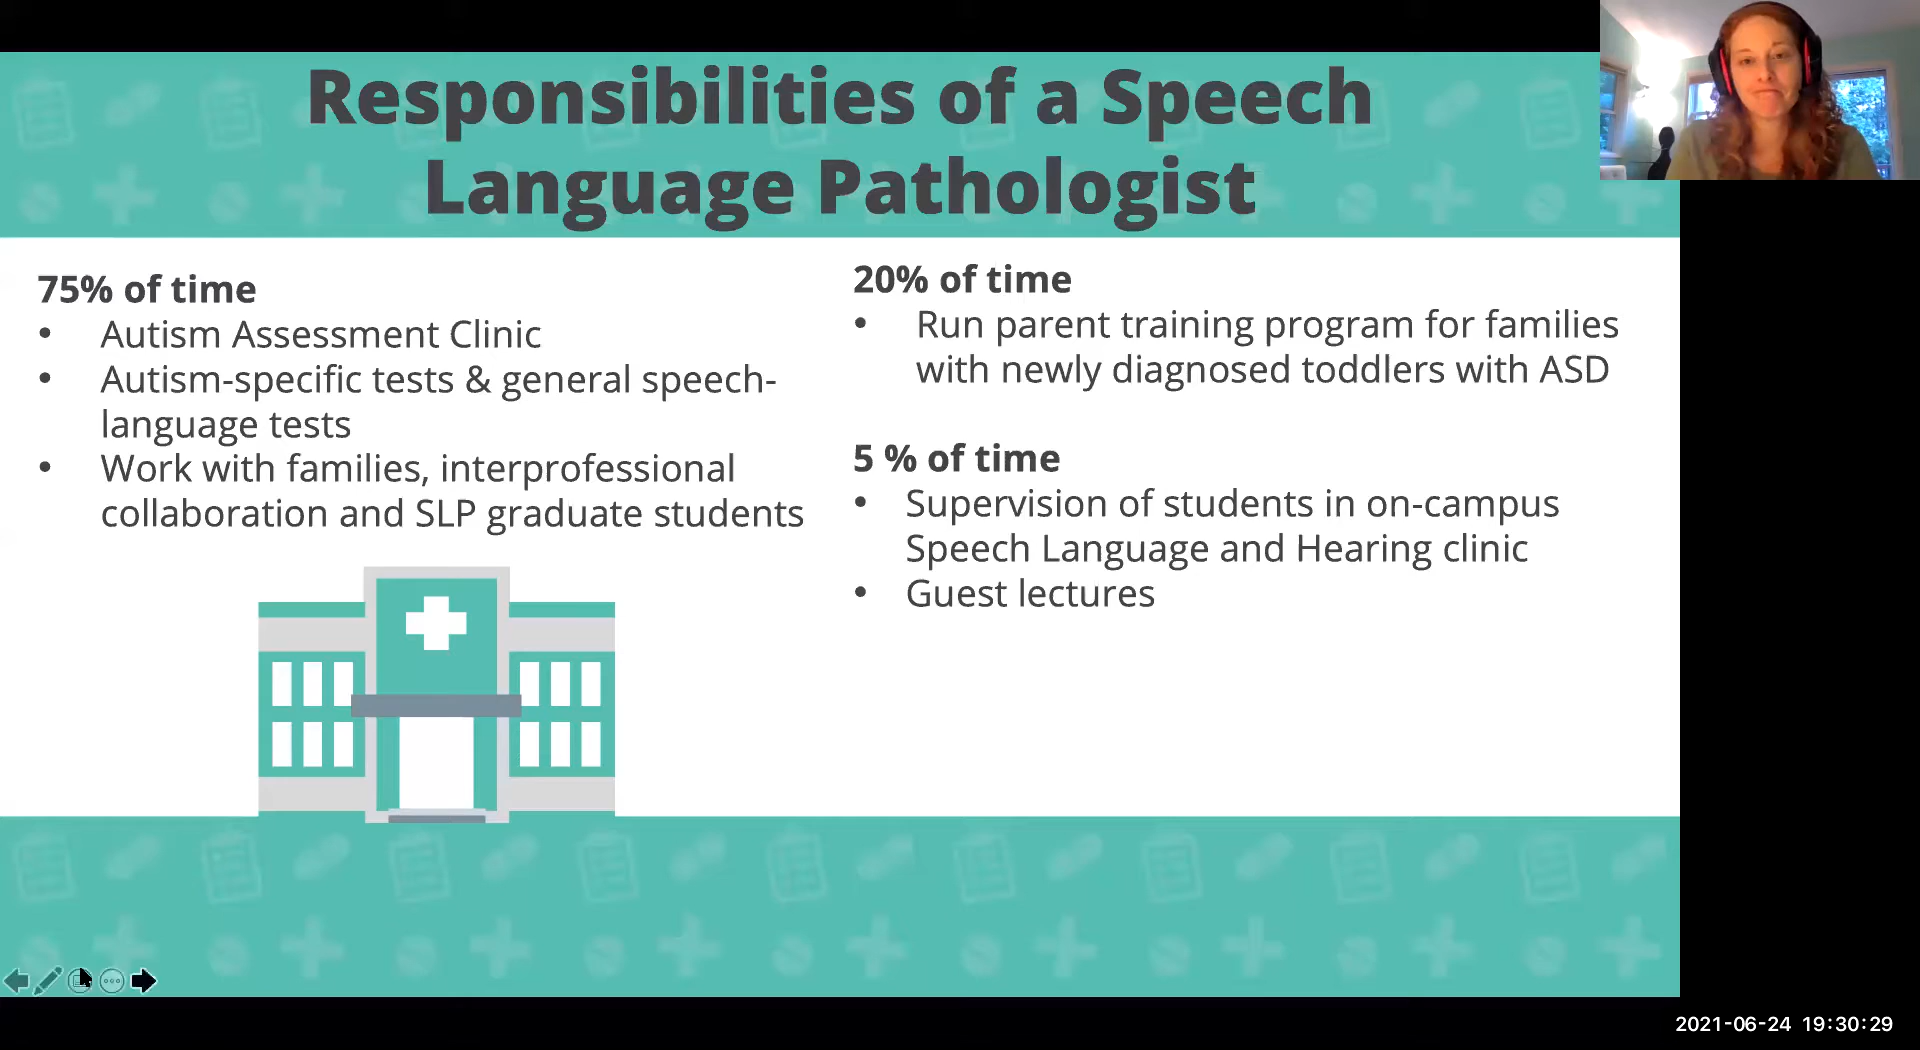 Responsibilities of a Speech
Language Pathologist
75% of time
• Autism Assessment Clinic
• Autism-specific tests & general speech-
language tests
• Work with families, interprofessional
collaboration and SLP graduate students
20% of time
• Run parent training program for families
with newly diagnosed toddlers with ASD
5 % of time
• Supervision of students in on-campus
Speech Language and Hearing clinic
• Guest lectures
2021-06-24 19:30:29